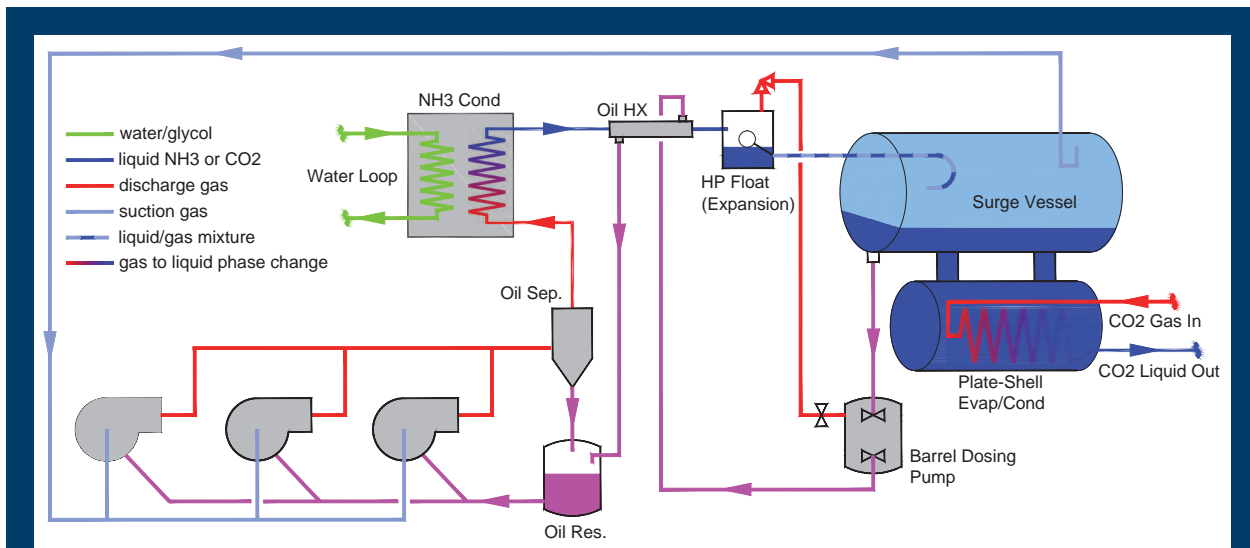 NH3 Cond
Oil HX
water/glycol
liquid NH3 or CO2
discharge gas
suction gas
liquid/gas mixture
gas to liquid phase change
Water Loop
HP Float
(Expansion)
Surge Vessel
Oil Sep.
CO2 Gas In
CO2 Liquid Out
Plate-Shell
Evap/Cond
Barrel Dosing
Pump
Oil Res.